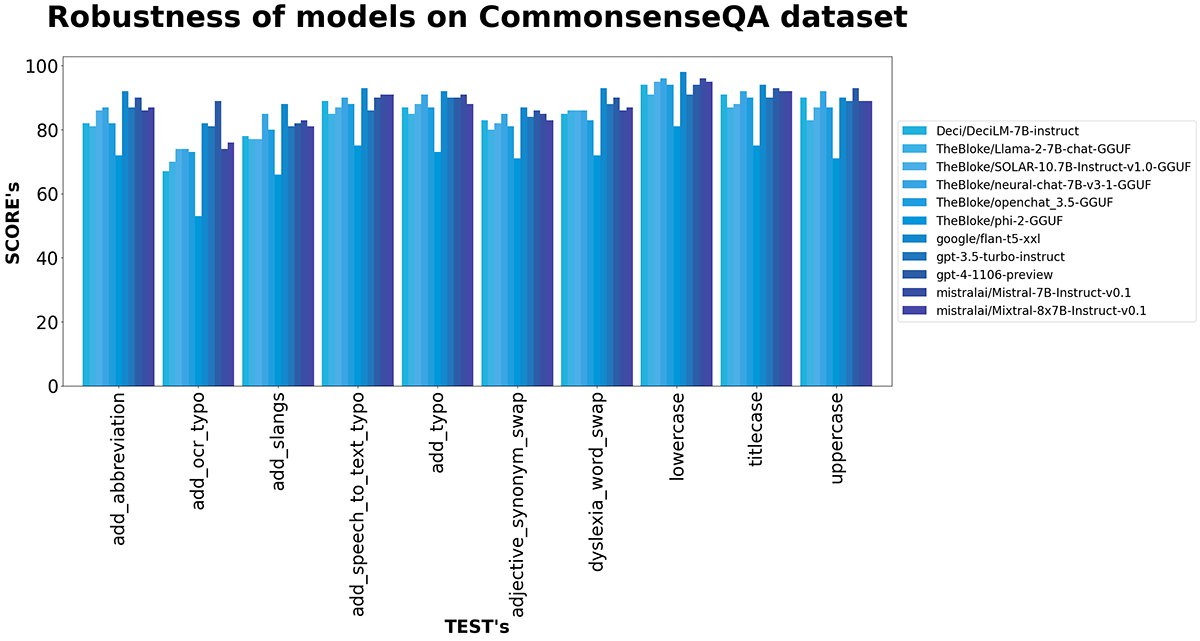 Robustness of models on CommonsenseQA dataset
SCORE's
100
80
60
40
20
0
add_abbreviation
add_ocr_typo
add_slangs
add_speech_to_text_typo
add_typo
adjective_synonym_swap
dyslexia_word_swap
lowercase
titlecase
uppercase
TEST's
Deci/DeciLM-7B-instruct
TheBloke/Llama-2-7B-chat-GGUF
TheBloke/SOLAR-10.7B-Instruct-v1.0-GGUF
TheBloke/neural-chat-7B-v3-1-GGUF
TheBloke/openchat_3.5-GGUF
TheBloke/phi-2-GGUF
google/flan-t5-xxl
gpt-3.5-turbo-instruct
gpt-4-1106-preview
mistralai/Mistral-7B-Instruct-v0.1
mistralai/Mixtral-8x7B-Instruct-v0.1